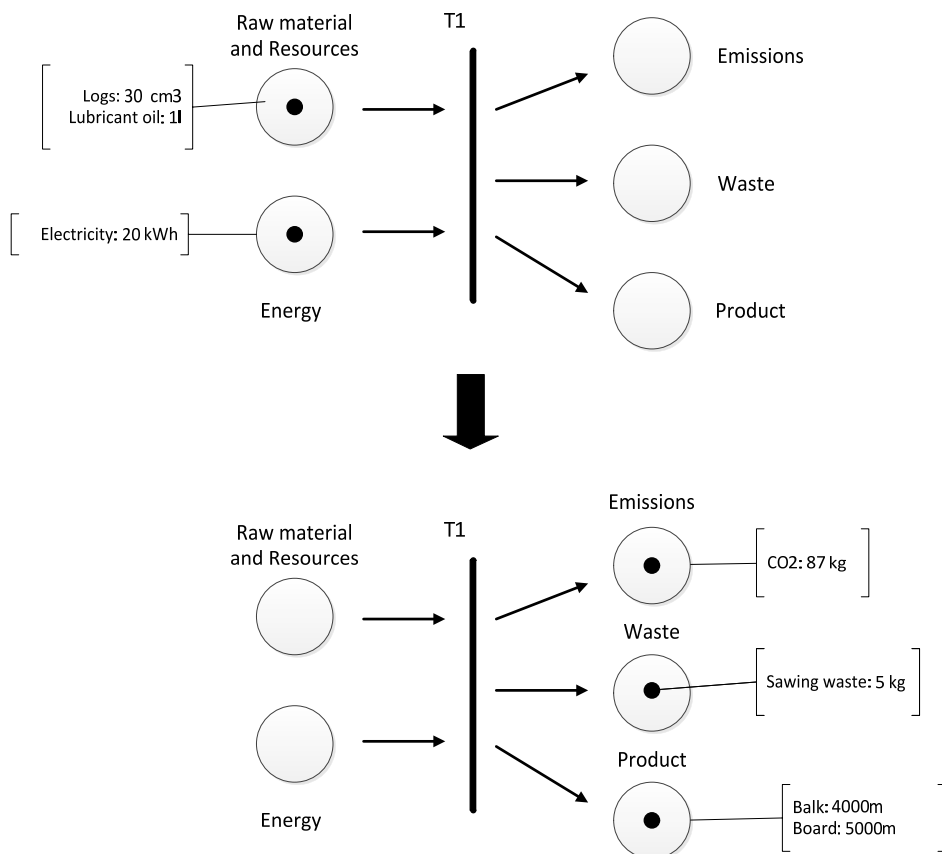 Raw material
and Resources
T1
Emissions
Logs: 30 cm3
Lubricant oil: 1l
Waste
Electricity: 20 kWh
Energy
Product
Emissions
Raw material
and Resources
T1
CO2: 87 kg
Waste
Sawing waste: 5 kg
Product
Energy
Balk: 4000m
Board: 5000m